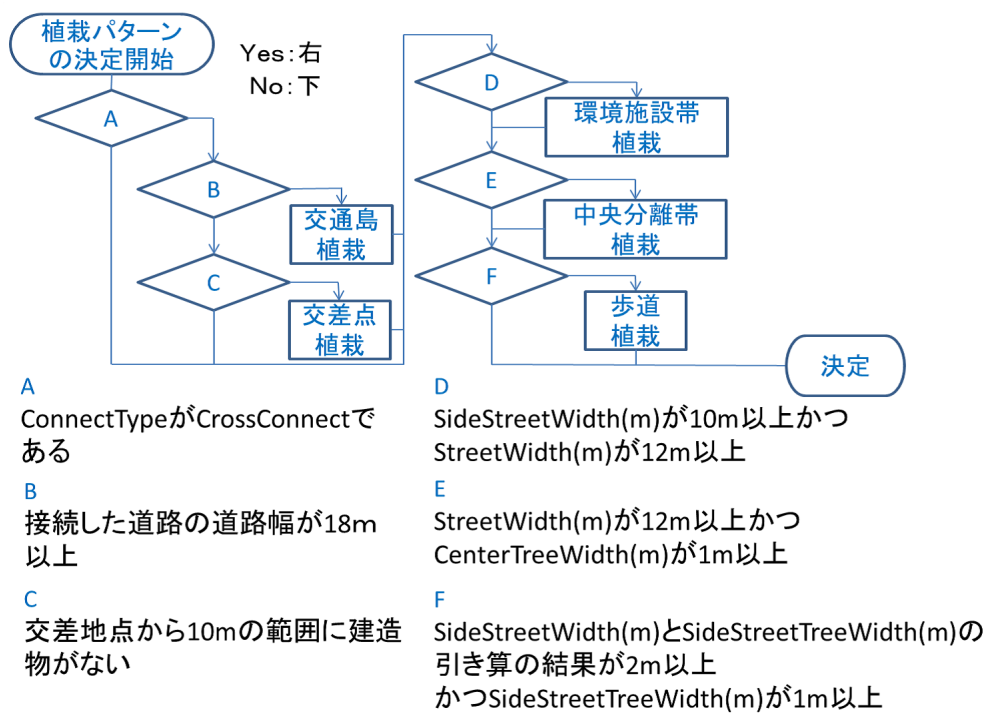 植栽パターン
の決定開始
Yes：右
No：下
A
B
交通島
植栽
C
交差点
植栽
D
環境施設帯
植栽
E
中央分離帯
植栽
F
歩道
植栽
決定
A
ConnectTypeがCrossConnectで
ある
B
接続した道路の道路幅が18ｍ
以上
C
交差地点から10mの範囲に建造
物がない
D
SideStreetWidth(m)が10m以上かつ
StreetWidth(m)が12m以上
E
StreetWidth(m)が12m以上かつ
CenterTreeWidth(m)が1m以上
F
SideStreetWidth(m)とSideStreetTreeWidth(m)の
引き算の結果が2m以上
かつSideStreetTreeWidth(m)が1m以上